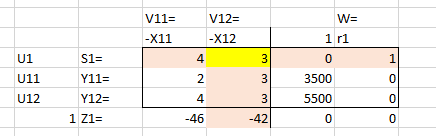 V11= V12= W=
-X11 -X12 1 r1
U1 S1= 4 3 0 1
U11 Y11= 2 3 3500 0
U12 Y12= 4 3 5500 0
1 Z1= -46 -42 0 0